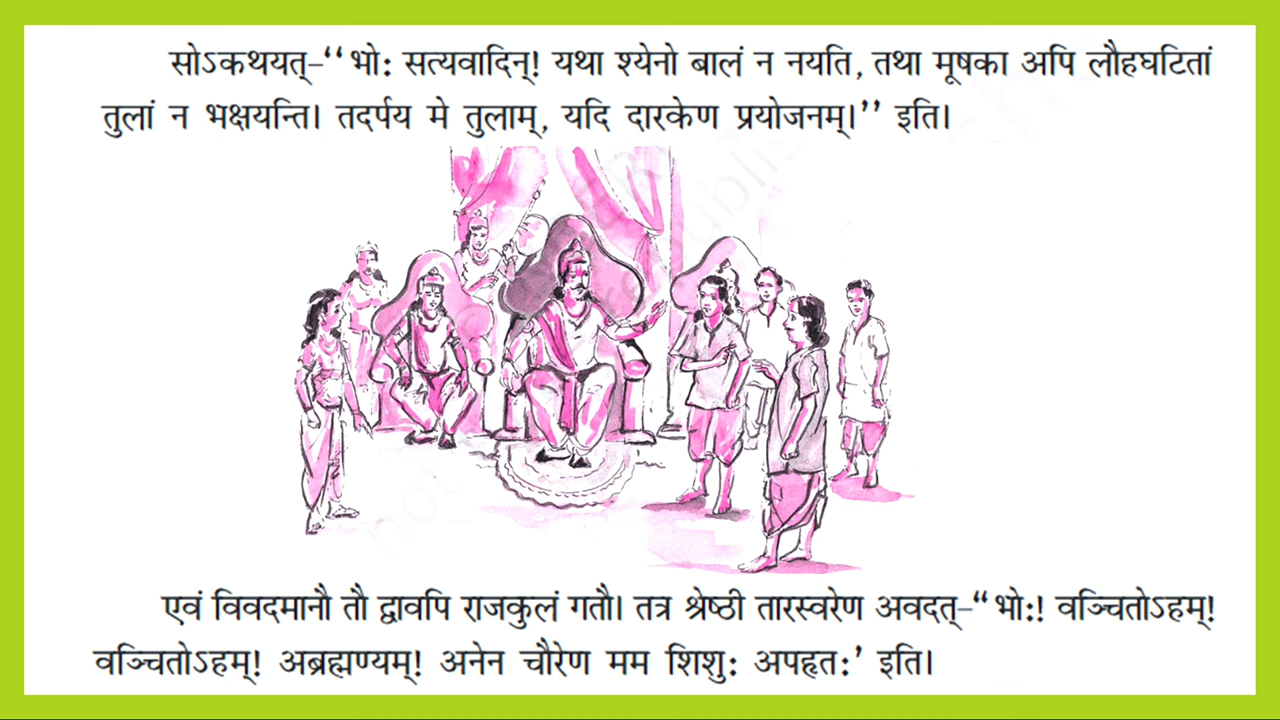 सोऽकथयत्–‘‘भो: सत्यवादिन्! यथा श्येनो बालं न नयति, तथा मूषका अपि लौहघटितां
तुलां न भक्षयन्ति। तदर्पय मे तुलाम्, यदि दारकेण प्रयोजनम्।’’ इति।
एवं विवदमानौ तौ द्वावपि राजकुलं गतौ। तत्र श्रेष्ठी तारस्वरेण अवदत्–‘‘भो:! वञ्चितोऽहम्!
वञ्चितोऽहम्! अब्रह्मण्यम्! अनेन चौरेण मम शिशु: अपहृत:’ इति।